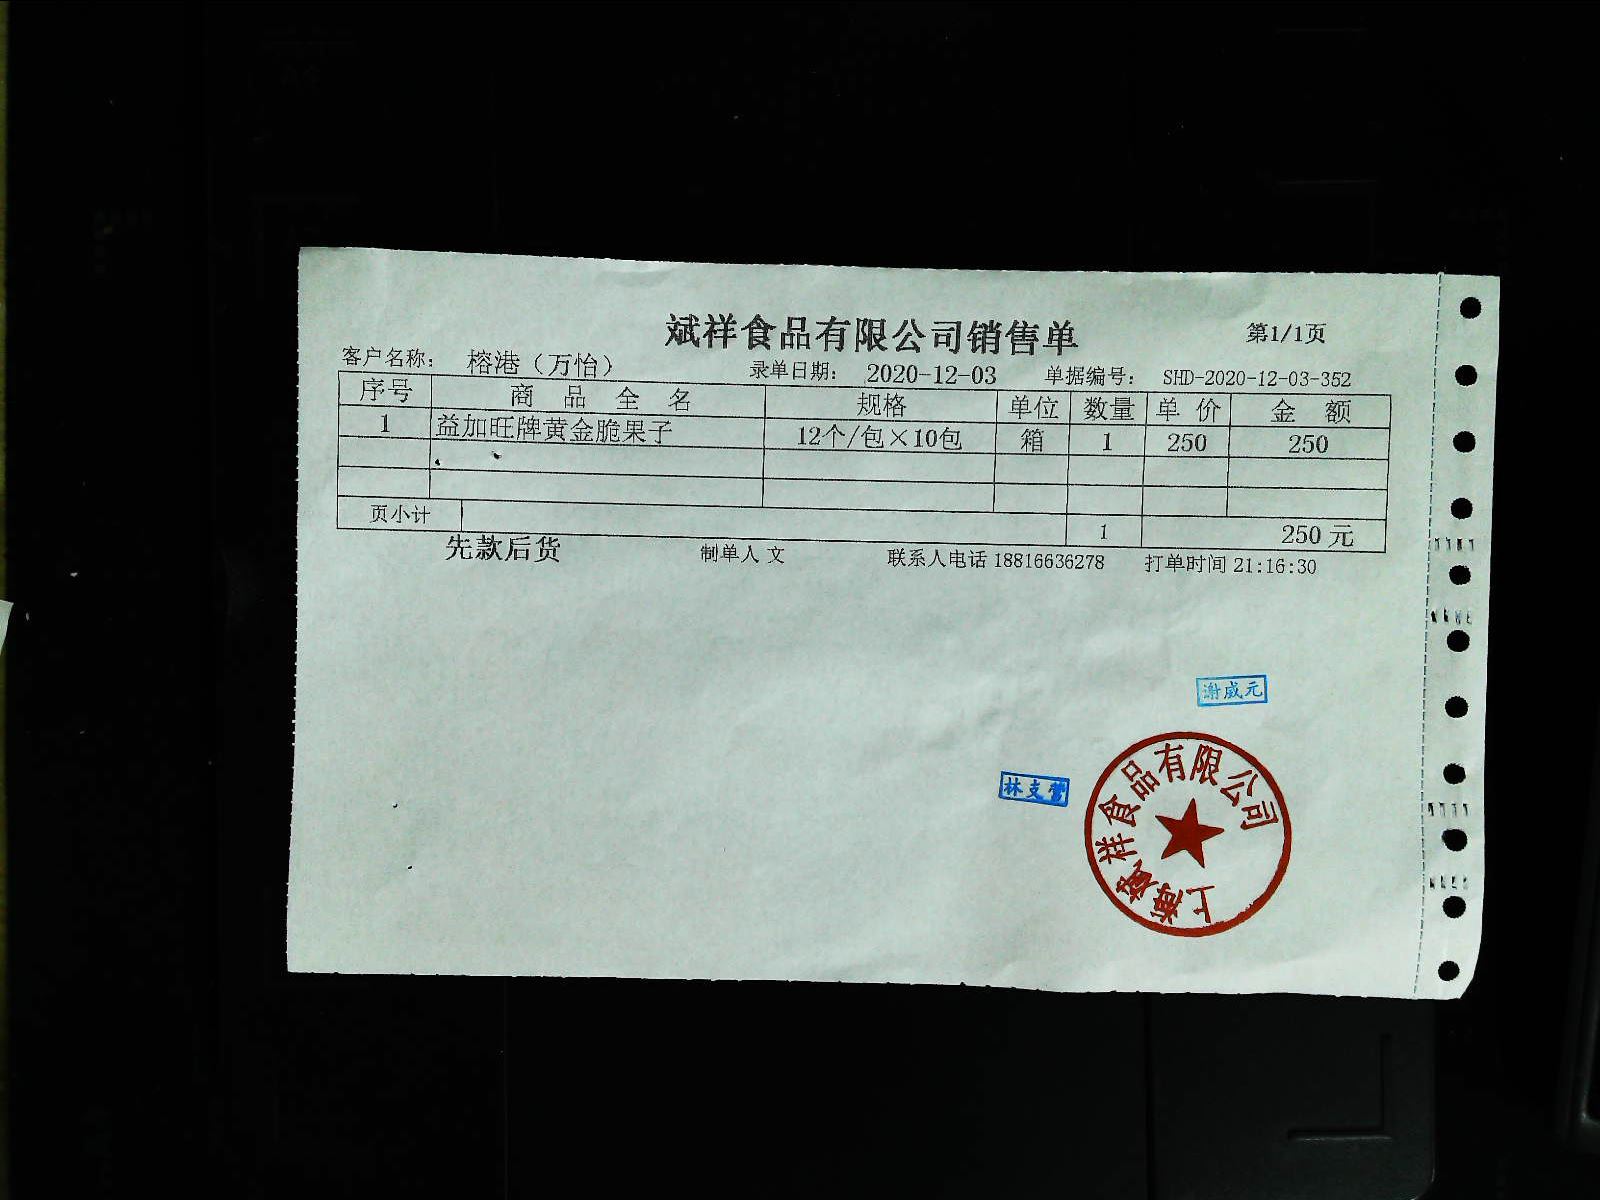 斌祥食品有限公司销售单
第1/1页
客户名称： 榕港（万怡） 录单日期： 2020-12-03 单据编号： SHD-2020-12-03-352
序号 商品全名 规格 单位 数量 单价 金额
1 益加旺牌黄金脆果子 12个/包×10包 箱 1 250 250
页小计 1 250 元
先款后货 制单人 文 联系人电话 18816636278 打单时间 21:16:30
谢威元
林支营
上海斌祥食品有限公司